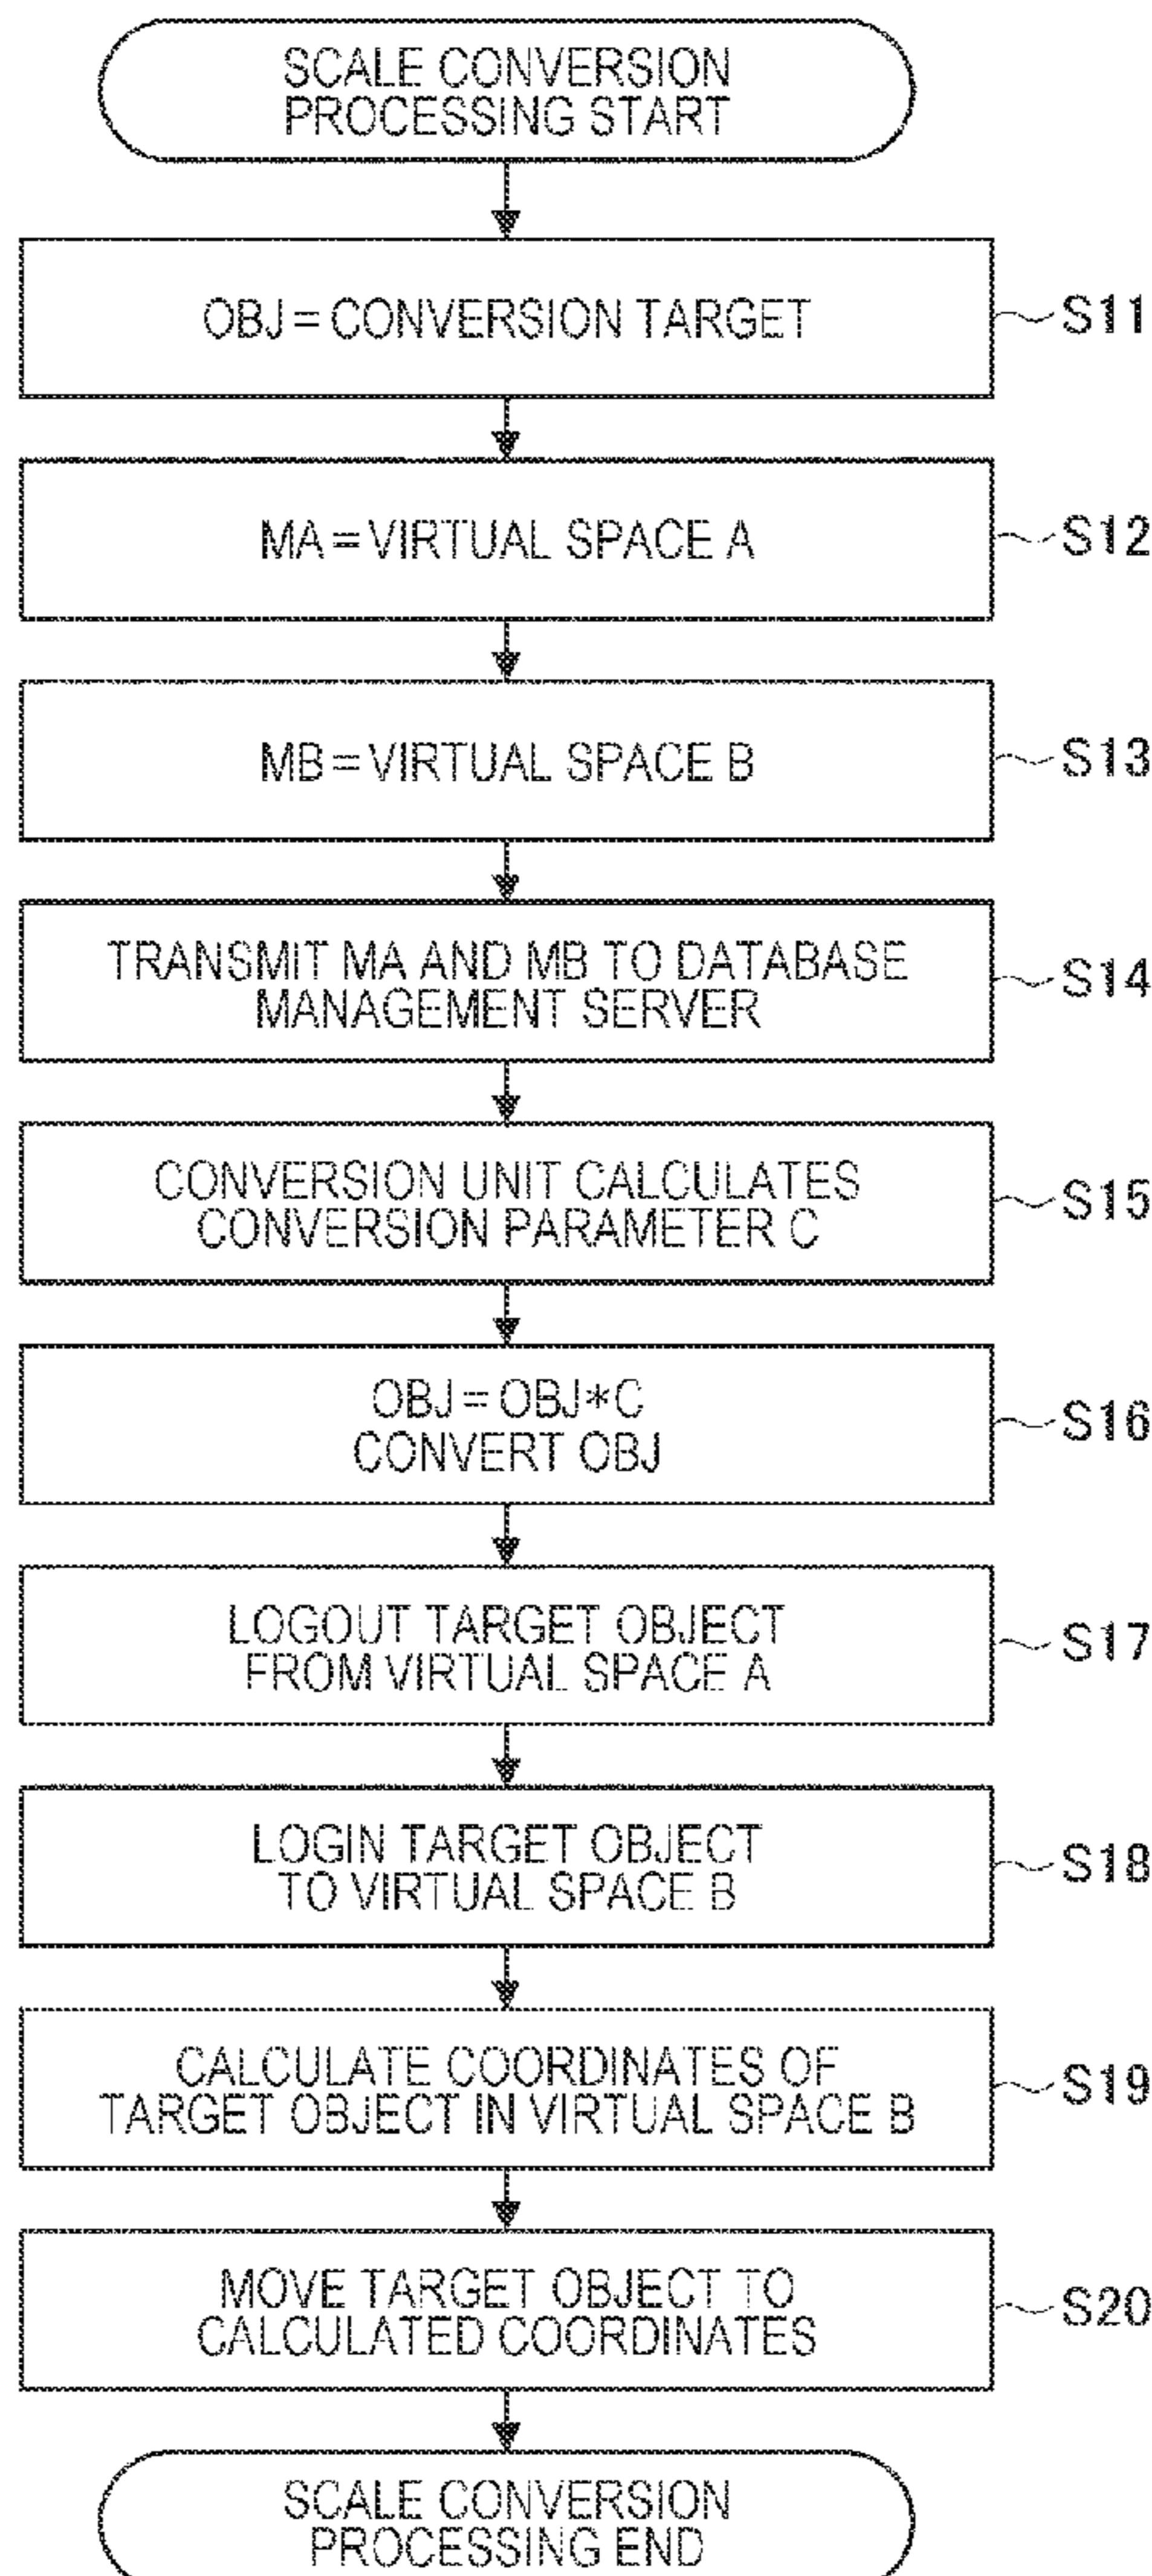 SCALE CONVERSION
PROCESSING START
OBJ=CONVERSION TARGET
S11
MA=VIRTUAL SPACE A
S12
MB=VIRTUAL SPACE B
S13
TRANSMIT MA AND MB TO DATABASE
MANAGEMENT SERVER
S14
CONVERSION UNIT CALCULATES
CONVERSION PARAMETER C
S15
OBJ=OBJ*C
CONVERT OBJ
S16
LOGOUT TARGET OBJECT
FROM VIRTUAL SPACE A
S17
LOGIN TARGET OBJECT
TO VIRTUAL SPACE B
S18
CALCULATE COORDINATES OF
TARGET OBJECT IN VIRTUAL SPACE B
S19
MOVE TARGET OBJECT TO
CALCULATED COORDINATES
S20
SCALE CONVERSION
PROCESSING END